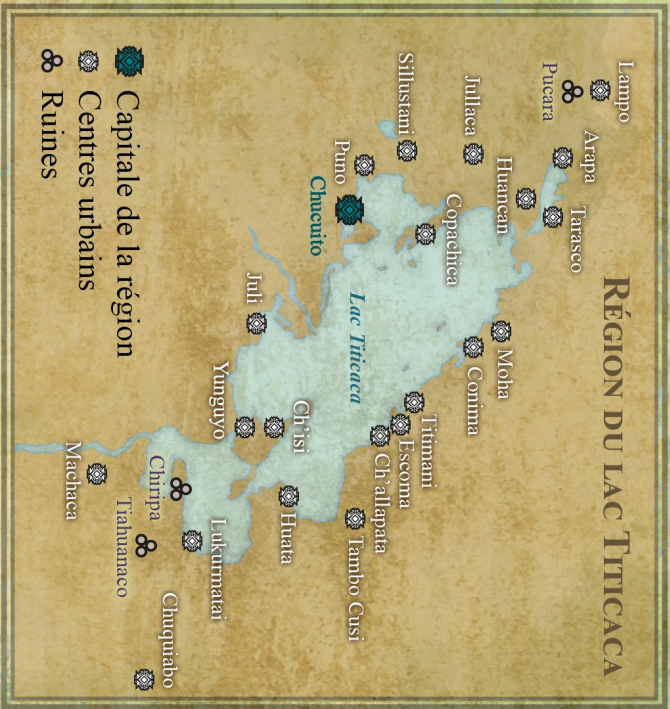 RÉGION DU LAC TITICACA
Lampo
Pucara
Arapa
Tarasco
Huancan
Jullaca
Sillustani
Copachica
Puno
Chucuito
Moha
Conima
Lac Titicaca
Titimani
Escoma
Ch'allapata
Juli
Tambo Cusi
Ch'isi
Yunguyo
Huata
Lukurmatai
Chiripa
Tiahuanaco
Machaca
Chuquiabo
Capitale de la région
Centres urbains
Ruines